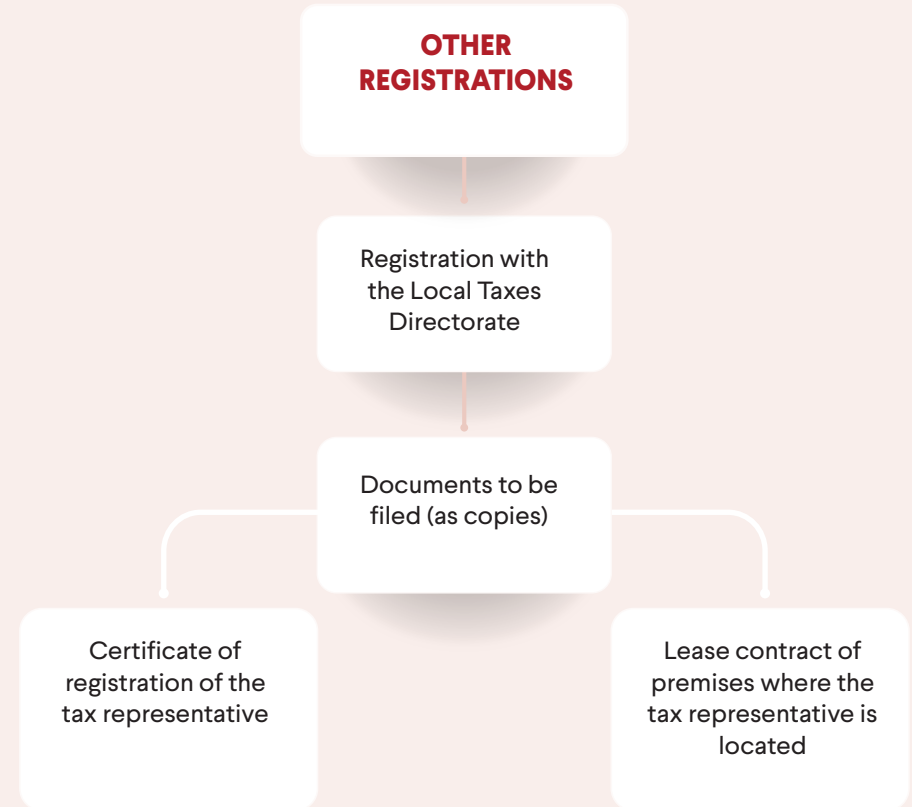 OTHER
REGISTRATIONS
Registration with
the Local Taxes
Directorate
Documents to be
filed (as copies)
Certificate of
registration of the
tax representative
Lease contract of
premises where the
tax representative is
located